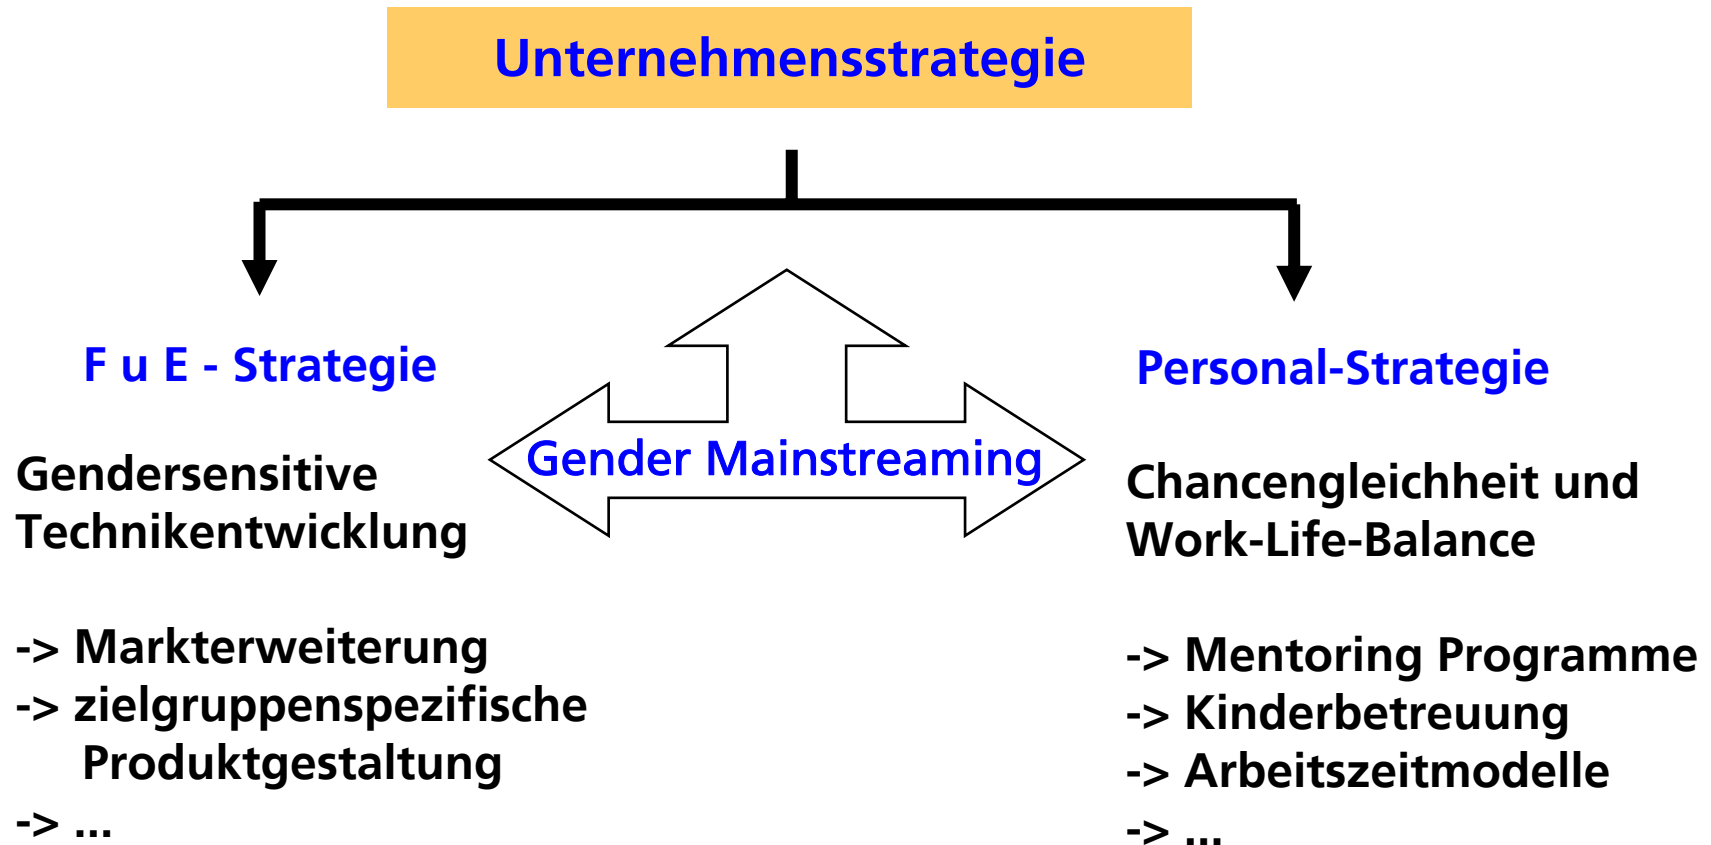 Unternehmensstrategie
F u E - Strategie
Gendersensitive
Technikentwicklung
-> Markterweiterung
-> zielgruppenspezifische
Produktgestaltung
-> ...
Gender Mainstreaming
Personal-Strategie
Chancengleichheit und
Work-Life-Balance
-> Mentoring Programme
-> Kinderbetreuung
-> Arbeitszeitmodelle
-> ...